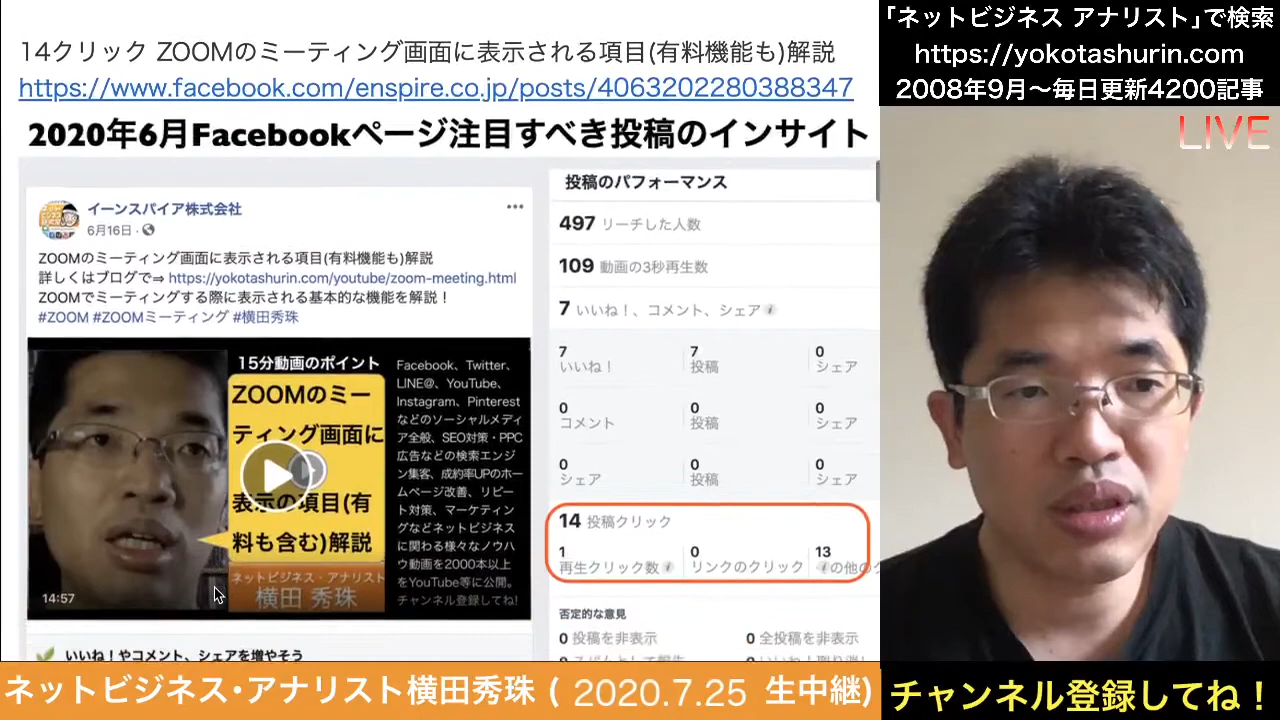 14クリック ZOOMのミーティング画面に表示される項目(有料機能も)解説
https://www.facebook.com/enspire.co.jp/posts/4063202280388347
2020年6月Facebookページ注目すべき投稿のインサイト
イーンスパイア株式会社
6月16日
ZOOMのミーティング画面に表示される項目(有料機能も)解説
詳しくはブログで⇒ https://yokotashurin.com/youtube/zoom-meeting.html
ZOOMでミーティングする際に表示される基本的な機能を解説！
#ZOOM #ZOOMミーティング #横田秀珠
15分動画のポイント
ZOOMのミー
ティング画面に
表示の項目(有
料も含む)解説
ネットビジネス・アナリスト
横田 秀珠
14:57
Facebook、Twitter、
LINE@、YouTube、
Instagram、Pinterest
などのソーシャルメディ
ア全般、SEO対策・PPC
広告などの検索エンジ
ン集客、成約率UPのホー
ムページ改善、リピー
ト対策、マーケティン
グなどネットビジネス
に関わる様々なノウハ
ウ動画を2000本以上
をYouTube等に公開。
チャンネル登録してね!
いいね！やコメント、シェアを増やそう
投稿のパフォーマンス
497 リーチした人数
109 動画の3秒再生数
7 いいね！、コメント、シェア
7 7 0
いいね！ 投稿 シェア
0 0 0
コメント 投稿 シェア
0 0 0
シェア 投稿 シェア
14 投稿クリック
1 0 13
再生クリック数 リンクのクリック の他の
否定的な意見
0 投稿を非表示 0 全投稿を非表示
「ネットビジネス アナリスト」で検索
https://yokotashurin.com
2008年9月〜毎日更新4200記事
LIVE
ネットビジネス・アナリスト横田秀珠 ( 2020.7.25 生中継)
チャンネル登録してね！